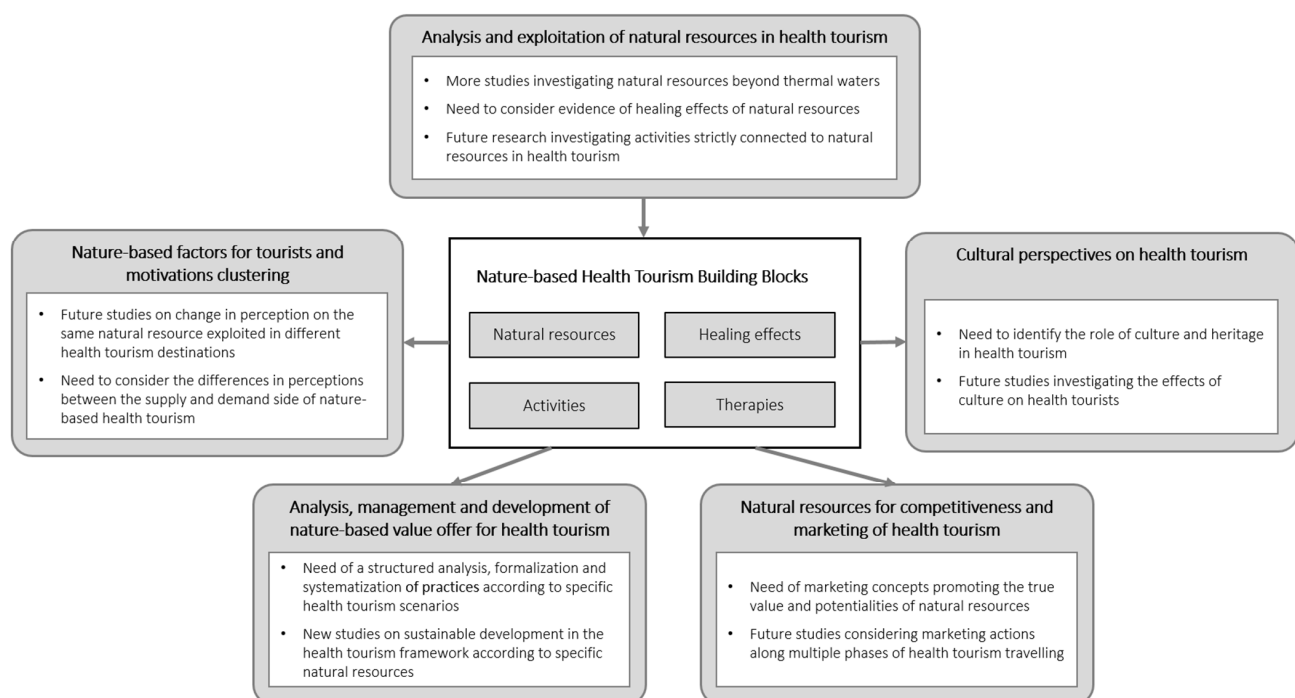 Analysis and exploitation of natural resources in health tourism
• More studies investigating natural resources beyond thermal waters
• Need to consider evidence of healing effects of natural resources
• Future research investigating activities strictly connected to natural
resources in health tourism
Nature-based factors for tourists and
motivations clustering
• Future studies on change in perception on the
same natural resource exploited in different
health tourism destinations
• Need to consider the differences in perceptions
between the supply and demand side of nature-
based health tourism
Nature-based Health Tourism Building Blocks
Natural resources
Healing effects
Activities
Therapies
Cultural perspectives on health tourism
• Need to identify the role of culture and heritage
in health tourism
• Future studies investigating the effects of
culture on health tourists
Analysis, management and development of
nature-based value offer for health tourism
• Need of a structured analysis, formalization and
systematization of practices according to specific
health tourism scenarios
• New studies on sustainable development in the
health tourism framework according to specific
natural resources
Natural resources for competitiveness and
marketing of health tourism
• Need of marketing concepts promoting the true
value and potentialities of natural resources
• Future studies considering marketing actions
along multiple phases of health tourism travelling